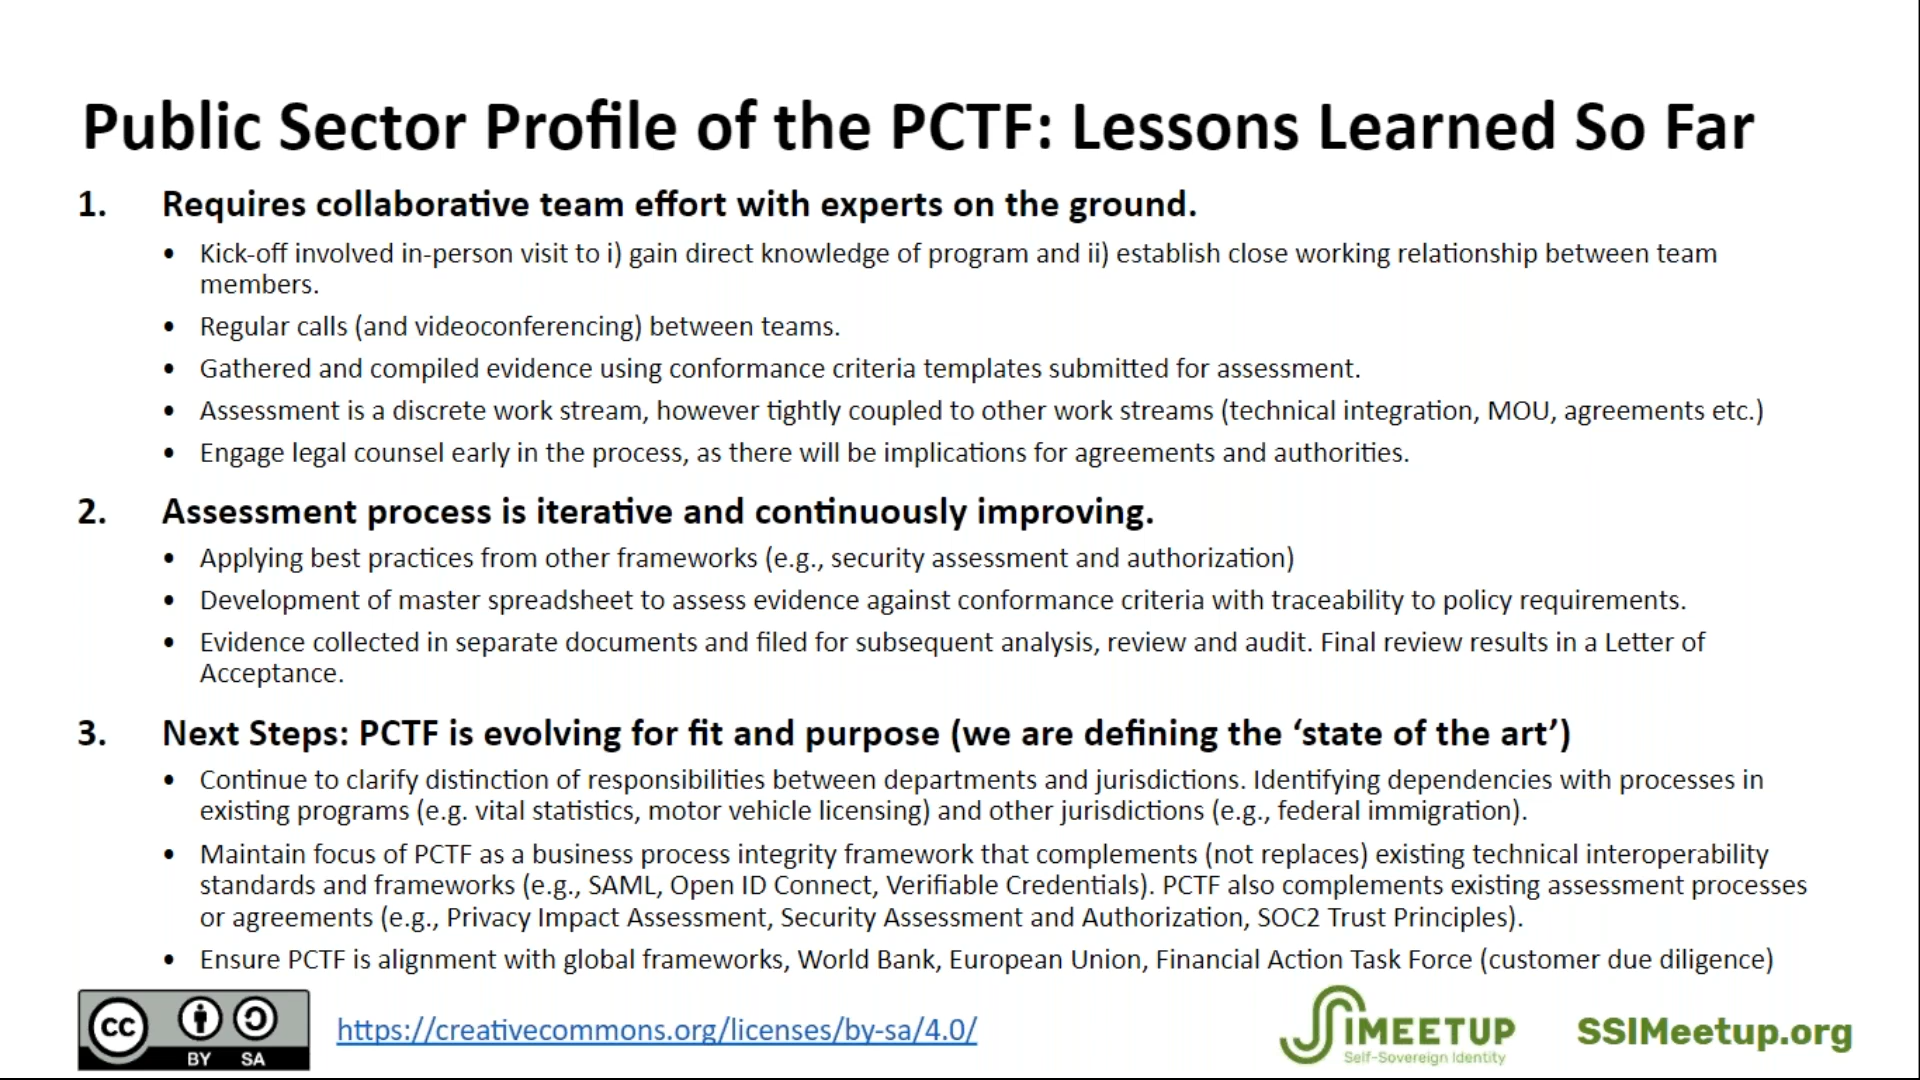 Public Sector Profile of the PCTF: Lessons Learned So Far
1. Requires collaborative team effort with experts on the ground.
• Kick-off involved in-person visit to i) gain direct knowledge of program and ii) establish close working relationship between team
members.
• Regular calls (and videoconferencing) between teams.
• Gathered and compiled evidence using conformance criteria templates submitted for assessment.
• Assessment is a discrete work stream, however tightly coupled to other work streams (technical integration, MOU, agreements etc.)
• Engage legal counsel early in the process, as there will be implications for agreements and authorities.
2. Assessment process is iterative and continuously improving.
• Applying best practices from other frameworks (e.g., security assessment and authorization)
• Development of master spreadsheet to assess evidence against conformance criteria with traceability to policy requirements.
• Evidence collected in separate documents and filed for subsequent analysis, review and audit. Final review results in a Letter of
Acceptance.
3. Next Steps: PCTF is evolving for fit and purpose (we are defining the ‘state of the art’)
• Continue to clarify distinction of responsibilities between departments and jurisdictions. Identifying dependencies with processes in
existing programs (e.g. vital statistics, motor vehicle licensing) and other jurisdictions (e.g., federal immigration).
• Maintain focus of PCTF as a business process integrity framework that complements (not replaces) existing technical interoperability
standards and frameworks (e.g., SAML, Open ID Connect, Verifiable Credentials). PCTF also complements existing assessment processes
or agreements (e.g., Privacy Impact Assessment, Security Assessment and Authorization, SOC2 Trust Principles).
• Ensure PCTF is alignment with global frameworks, World Bank, European Union, Financial Action Task Force (customer due diligence)
cc
BY SA
https://creativecommons.org/licenses/by-sa/4.0/
SSIMEETUP
Self-Sovereign Identity
SSIMeetup.org